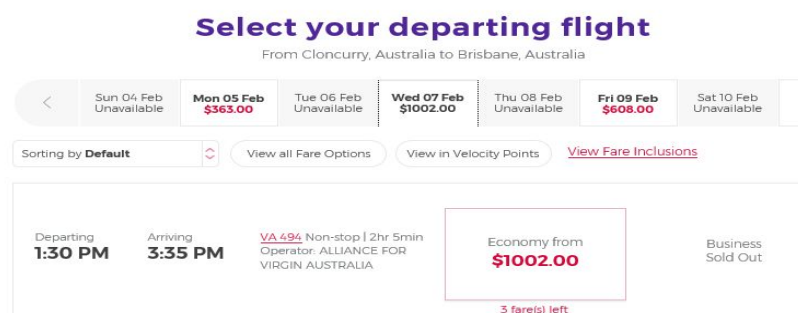 Select your departing flight
From Cloncurry, Australia to Brisbane, Australia
Sun 04 Feb
Unavailable
Mon 05 Feb
$363.00
Tue 06 Feb
Unavailable
Wed 07 Feb
$1002.00
Thu 08 Feb
Unavailable
Fri 09 Feb
$608.00
Sat 10 Feb
Unavailable
Sorting by Default
View all Fare Options
View in Velocity Points
View Fare Inclusions
Departing
1:30 PM
Arriving
3:35 PM
VA 494 Non-stop | 2hr 5min
Operator: ALLIANCE FOR
VIRGIN AUSTRALIA
Economy from
$1002.00
3 fare(s) left
Business
Sold Out